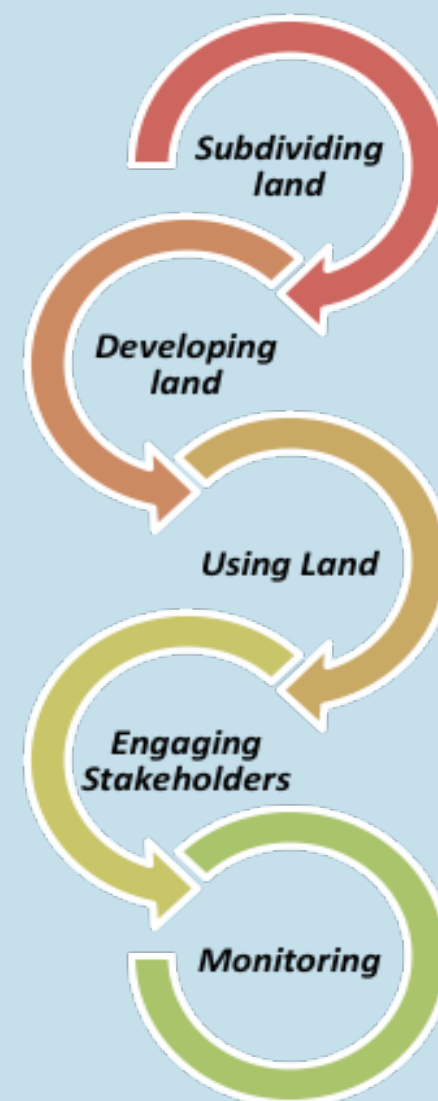 Subdividing
land
Developing
land
Using Land
Engaging
Stakeholders
Monitoring